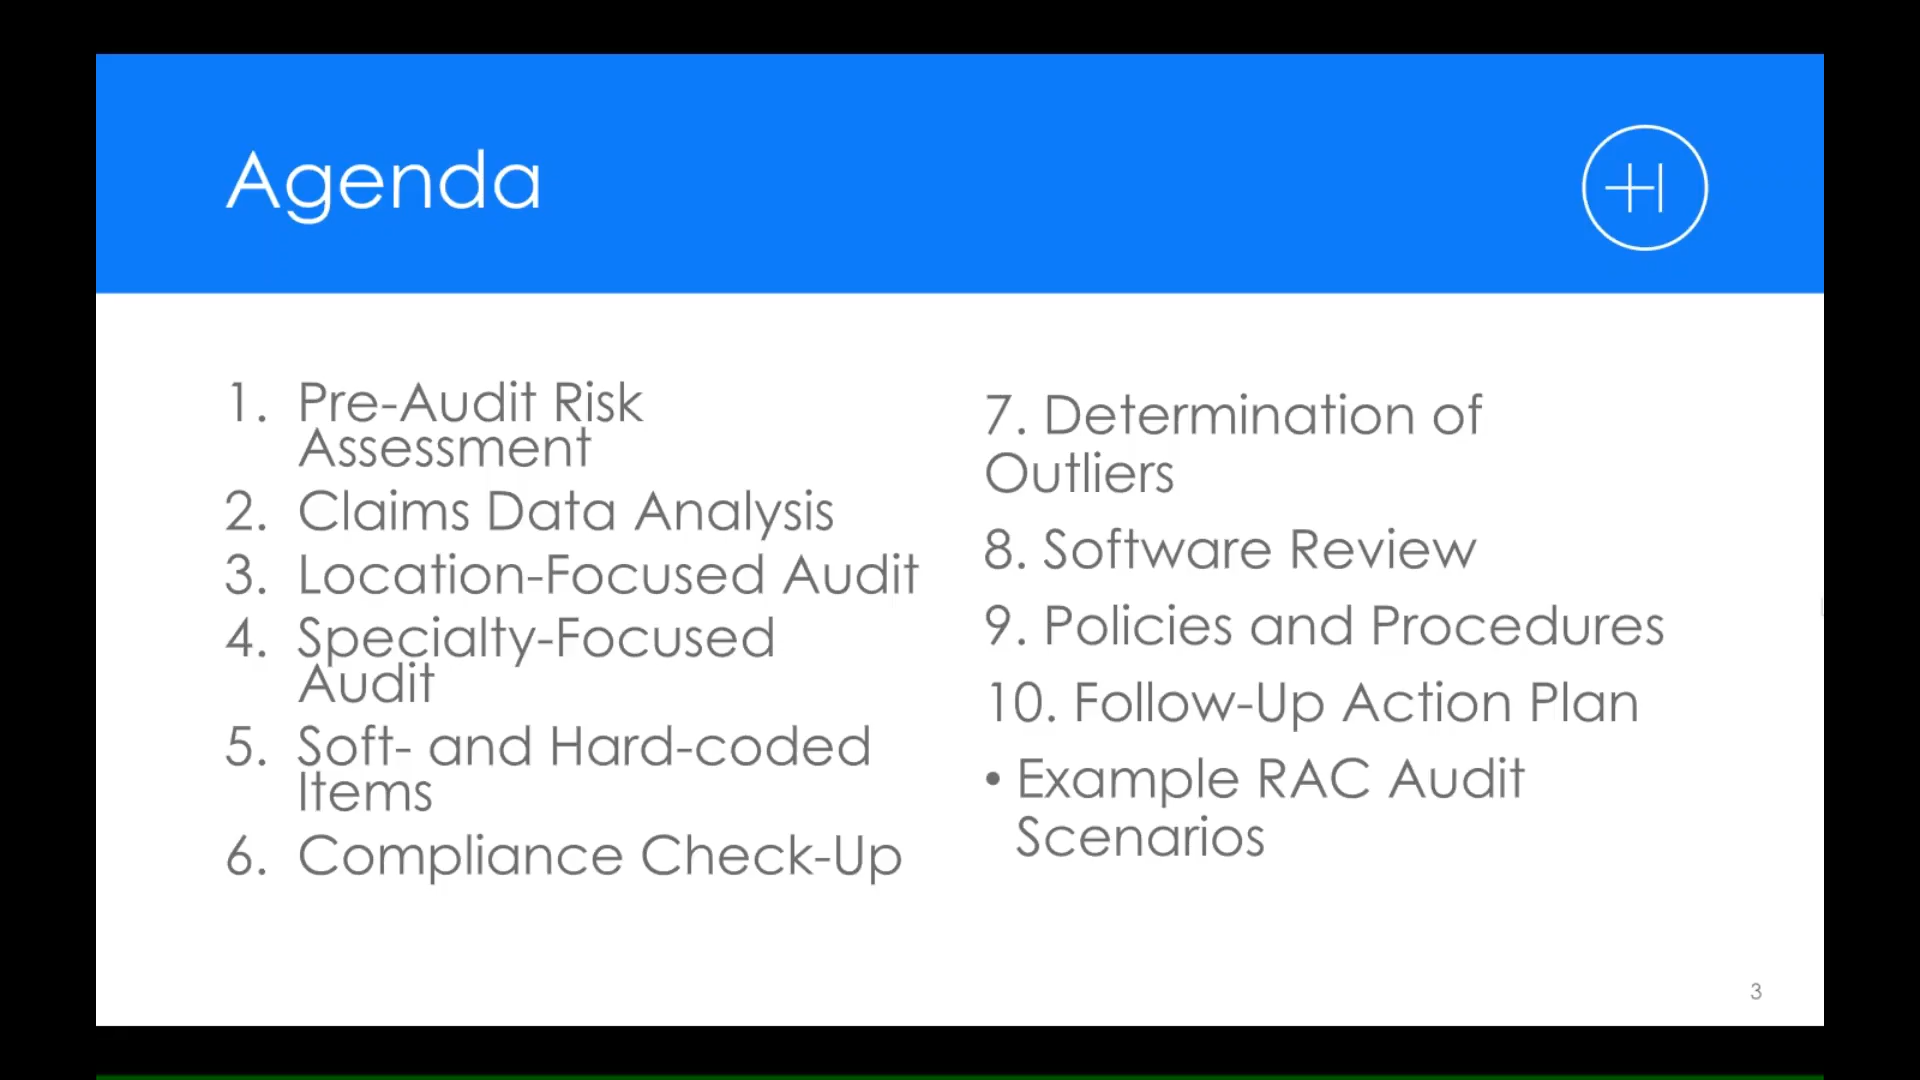 Agenda
1. Pre-Audit Risk
Assessment
2. Claims Data Analysis
3. Location-Focused Audit
4. Specialty-Focused
Audit
5. Soft- and Hard-coded
Items
6. Compliance Check-Up
7. Determination of
Outliers
8. Software Review
9. Policies and Procedures
10. Follow-Up Action Plan
• Example RAC Audit
Scenarios
3